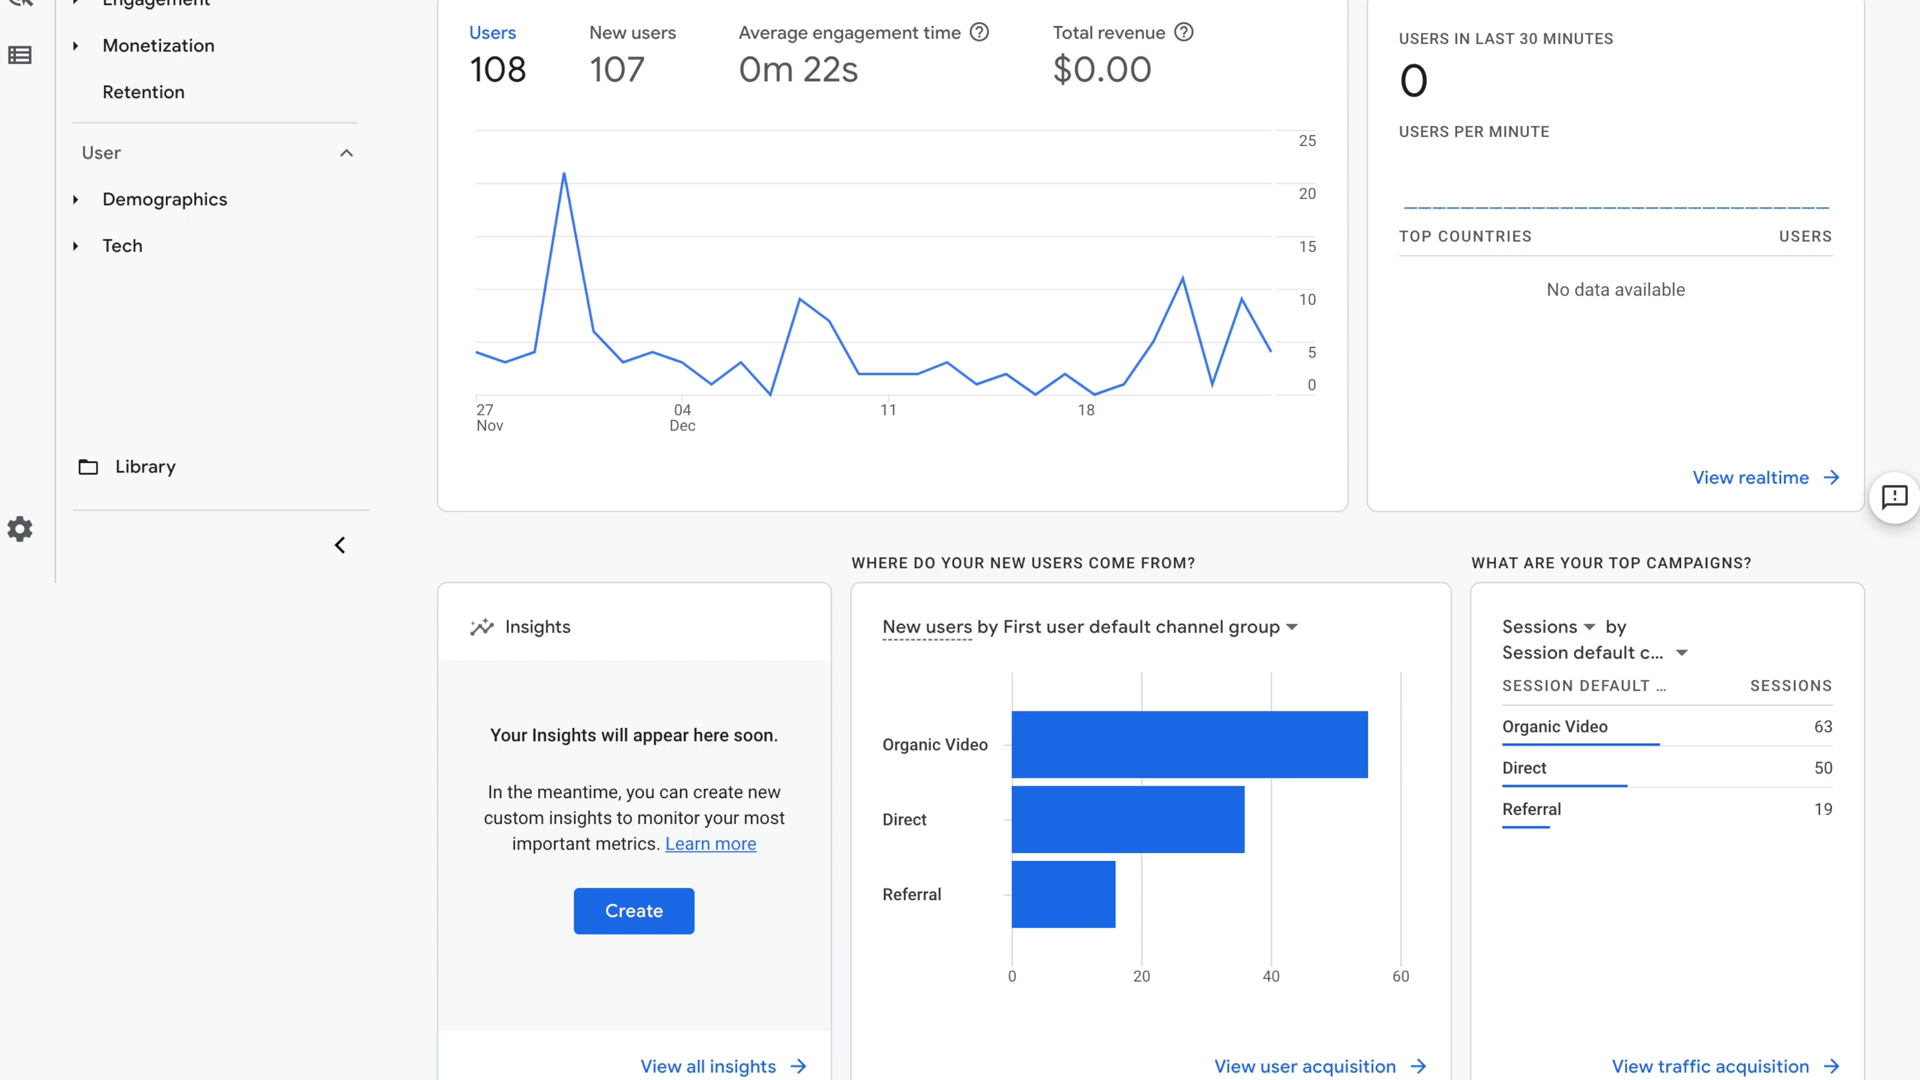 Engagement
Monetization
Retention
User
Demographics
Tech
Library
Users
108
New users
107
Average engagement time
0m 22s
Total revenue
$0.00
25
20
15
10
5
0
27
Nov
04
Dec
11
18
USERS IN LAST 30 MINUTES
0
USERS PER MINUTE
TOP COUNTRIES USERS
No data available
View realtime
Insights
Your Insights will appear here soon.
In the meantime, you can create new
custom insights to monitor your most
important metrics. Learn more
Create
View all insights
WHERE DO YOUR NEW USERS COME FROM?
New users by First user default channel group
Organic Video
Direct
Referral
0 20 40 60
View user acquisition
WHAT ARE YOUR TOP CAMPAIGNS?
Sessions by
Session default c...
SESSION DEFAULT ... SESSIONS
Organic Video 63
Direct 50
Referral 19
View traffic acquisition